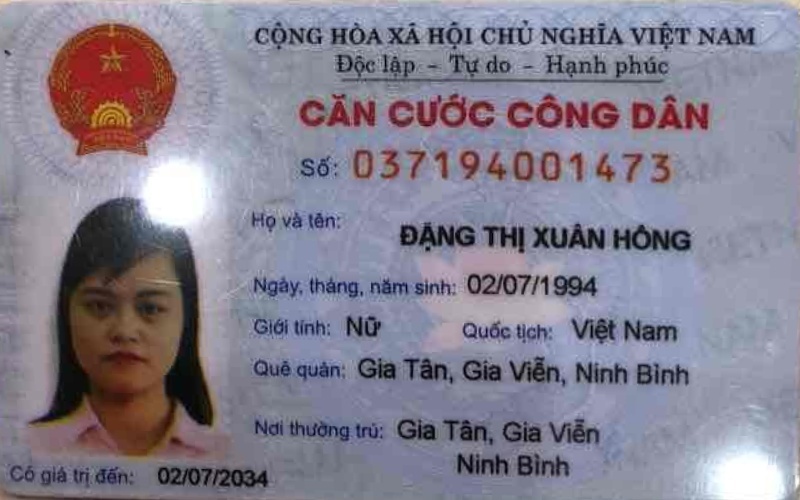 CỘNG HÒA XÃ HỘI CHỦ NGHĨA VIỆT NAM
Độc lập - Tự do - Hạnh phúc
CĂN CƯỚC CÔNG DÂN
Số: 037194001473
Họ và tên:
ĐẶNG THỊ XUÂN HỒNG
Ngày, tháng, năm sinh: 02/07/1994
Giới tính: Nữ Quốc tịch: Việt Nam
Quê quán: Gia Tân, Gia Viễn, Ninh Bình
Nơi thường trú: Gia Tân, Gia Viễn
Ninh Bình
Có giá trị đến: 02/07/2034